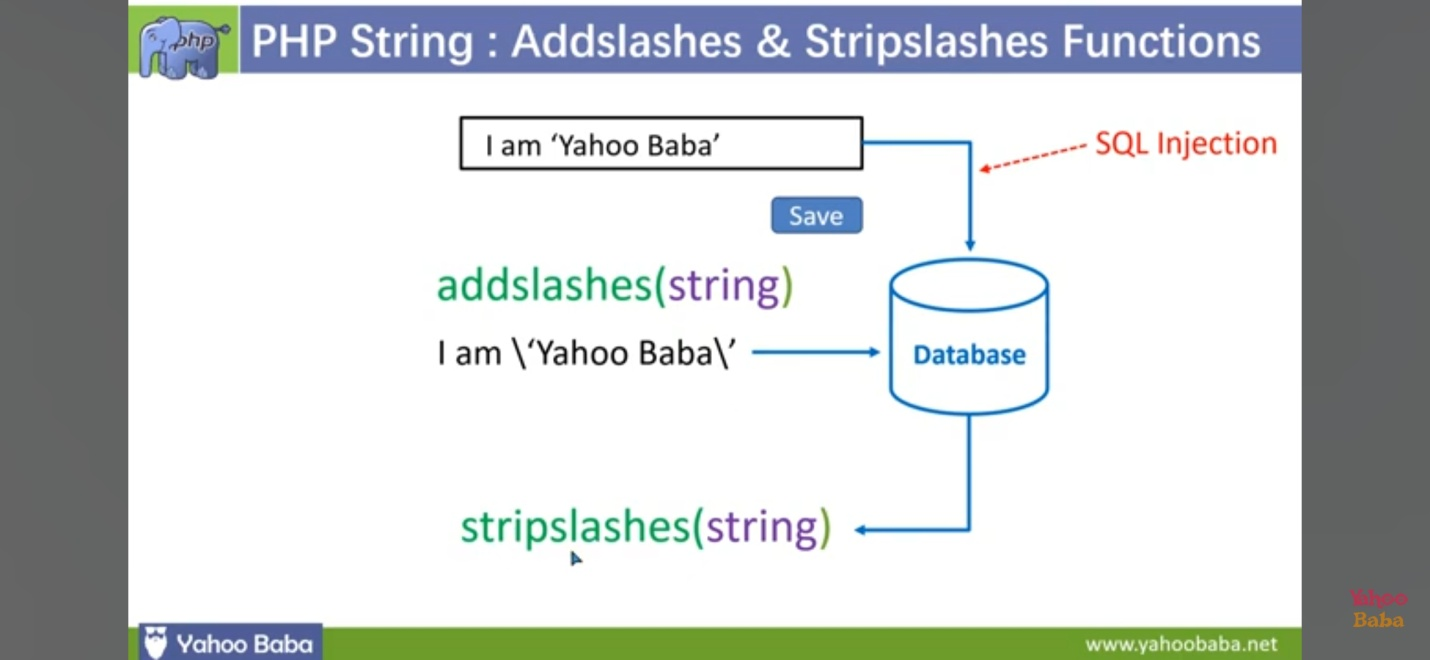 php
PHP String : Addslashes & Stripslashes Functions
I am ‘Yahoo Baba’
SQL Injection
Save
addslashes(string)
I am \‘Yahoo Baba\’
Database
stripslashes(string)
Yahoo
Baba
Yahoo Baba
www.yahoobaba.net